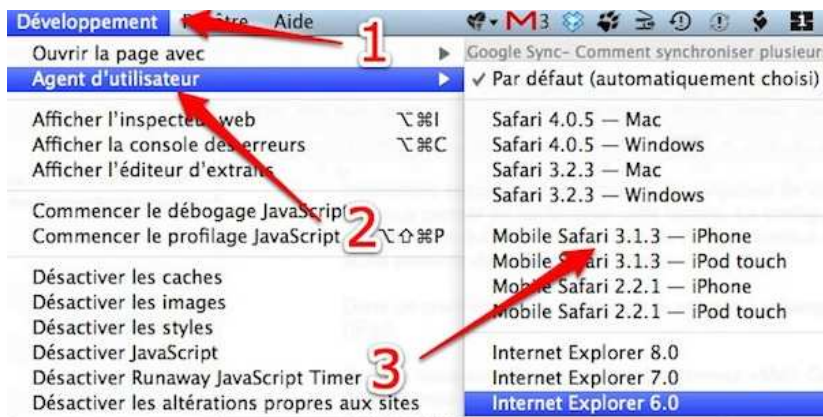 Développement Fenêtre Aide M3
Ouvrir la page avec
Agent d'utilisateur
Afficher l'inspecteur web ⌥⌘I
Afficher la console des erreurs ⌥⌘C
Afficher l'éditeur d'extraits
Commencer le débogage JavaScript
Commencer le profilage JavaScript ⌥⇧⌘P
Désactiver les caches
Désactiver les images
Désactiver les styles
Désactiver JavaScript
Désactiver Runaway JavaScript Timer
Désactiver les altérations propres aux sites
1
2
3
Google Sync- Comment synchroniser plusieur
✓ Par défaut (automatiquement choisi)
Safari 4.0.5 — Mac
Safari 4.0.5 — Windows
Safari 3.2.3 — Mac
Safari 3.2.3 — Windows
Mobile Safari 3.1.3 — iPhone
Mobile Safari 3.1.3 — iPod touch
Mobile Safari 2.2.1 — iPhone
Mobile Safari 2.2.1 — iPod touch
Internet Explorer 8.0
Internet Explorer 7.0
Internet Explorer 6.0